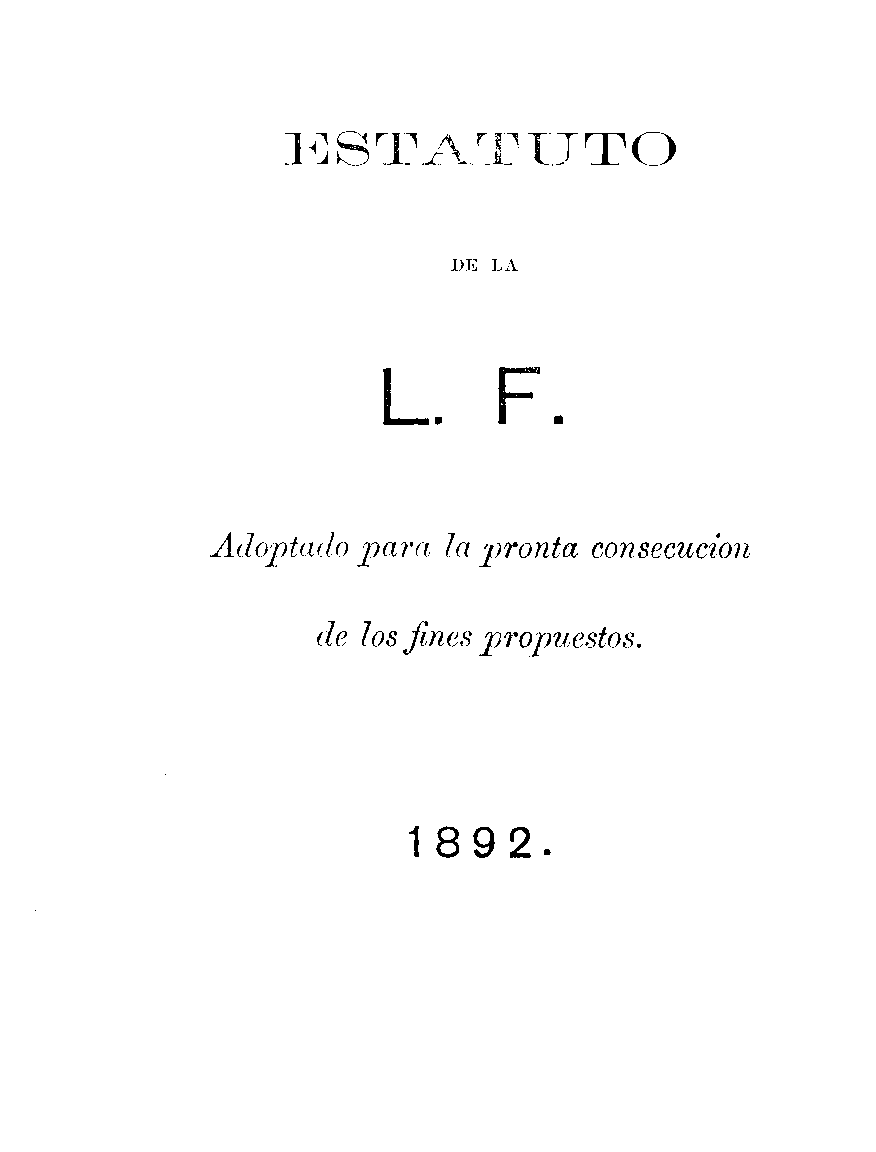 ESTATUTO
DE LA
L. F.
Adoptado para la pronta consecucion
de los fines propuestos.
1892.